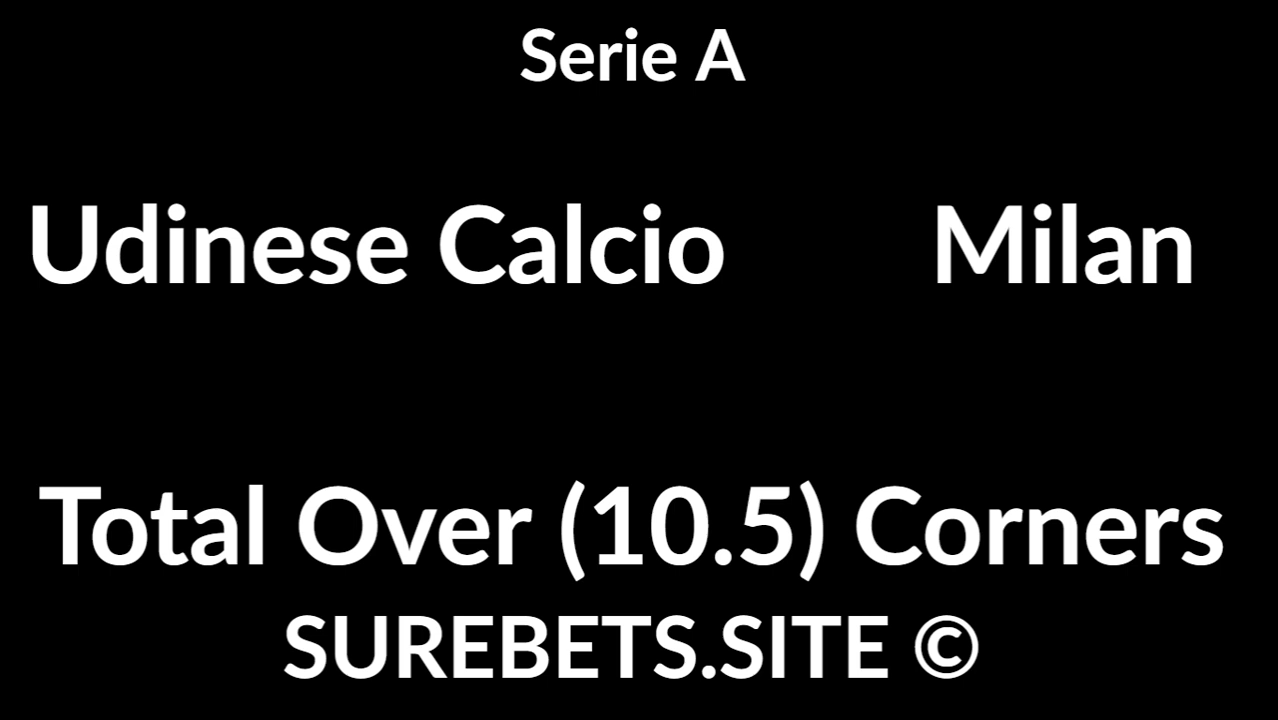 Serie A
Udinese Calcio Milan
Total Over (10.5) Corners
SUREBETS.SITE ©